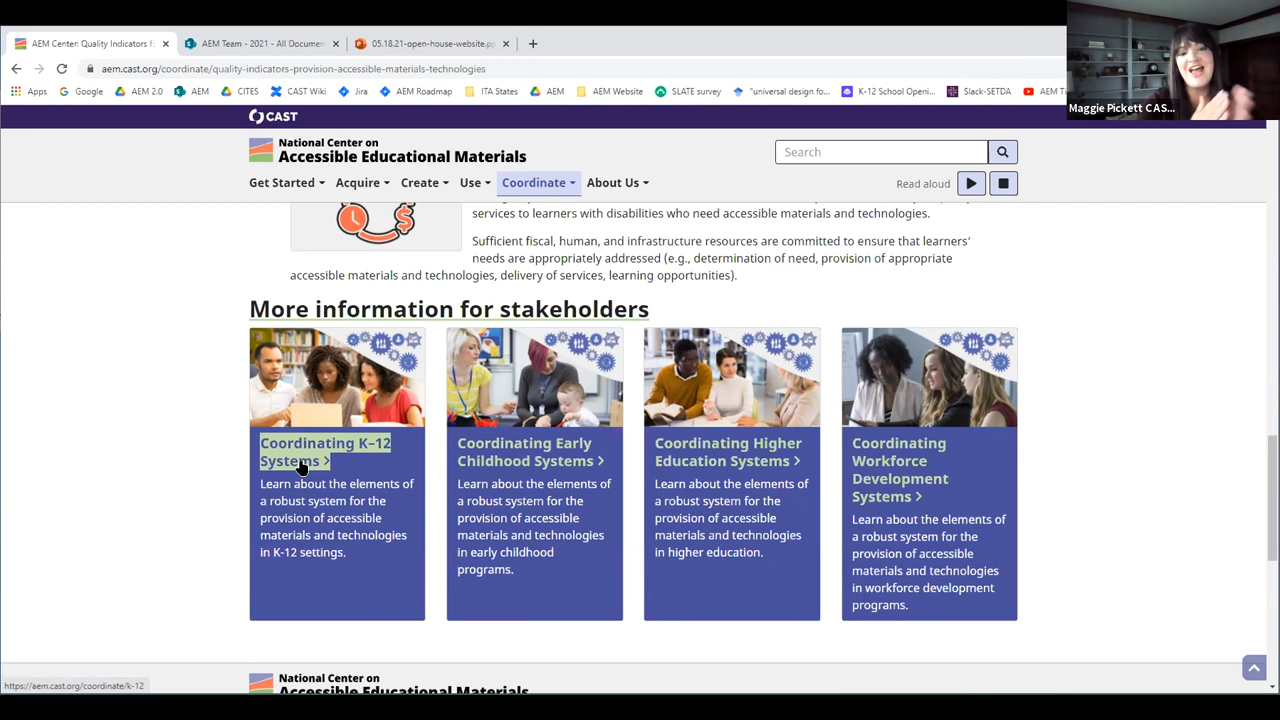 AEM Center: Quality Indicators f
AEM Team - 2021 - All Documen
05.18.21-open-house-website.pp
aem.cast.org/coordinate/quality-indicators-provision-accessible-materials-technologies
Apps
Google
AEM 2.0
AEM
CITES
CAST Wiki
Jira
AEM Roadmap
ITA States
AEM
AEM Website
SLATE survey
"universal design fo...
K-12 School Openi...
Slack-SETDA
AEM Ti
Maggie Pickett CAS...
CAST
National Center on
Accessible Educational Materials
Search
Get Started
Acquire
Create
Use
Coordinate
About Us
Read aloud
services to learners with disabilities who need accessible materials and technologies.
Sufficient fiscal, human, and infrastructure resources are committed to ensure that learners'
needs are appropriately addressed (e.g., determination of need, provision of appropriate
accessible materials and technologies, delivery of services, learning opportunities).
More information for stakeholders
Coordinating K–12
Systems >
Learn about the elements of
a robust system for the
provision of accessible
materials and technologies
in K-12 settings.
Coordinating Early
Childhood Systems >
Learn about the elements of
a robust system for the
provision of accessible
materials and technologies
in early childhood
programs.
Coordinating Higher
Education Systems >
Learn about the elements of
a robust system for the
provision of accessible
materials and technologies
in higher education.
Coordinating
Workforce
Development
Systems >
Learn about the elements of
a robust system for the
provision of accessible
materials and technologies
in workforce development
programs.
National Center on
Accessible Educational Materials
https://aem.cast.org/coordinate/k-12